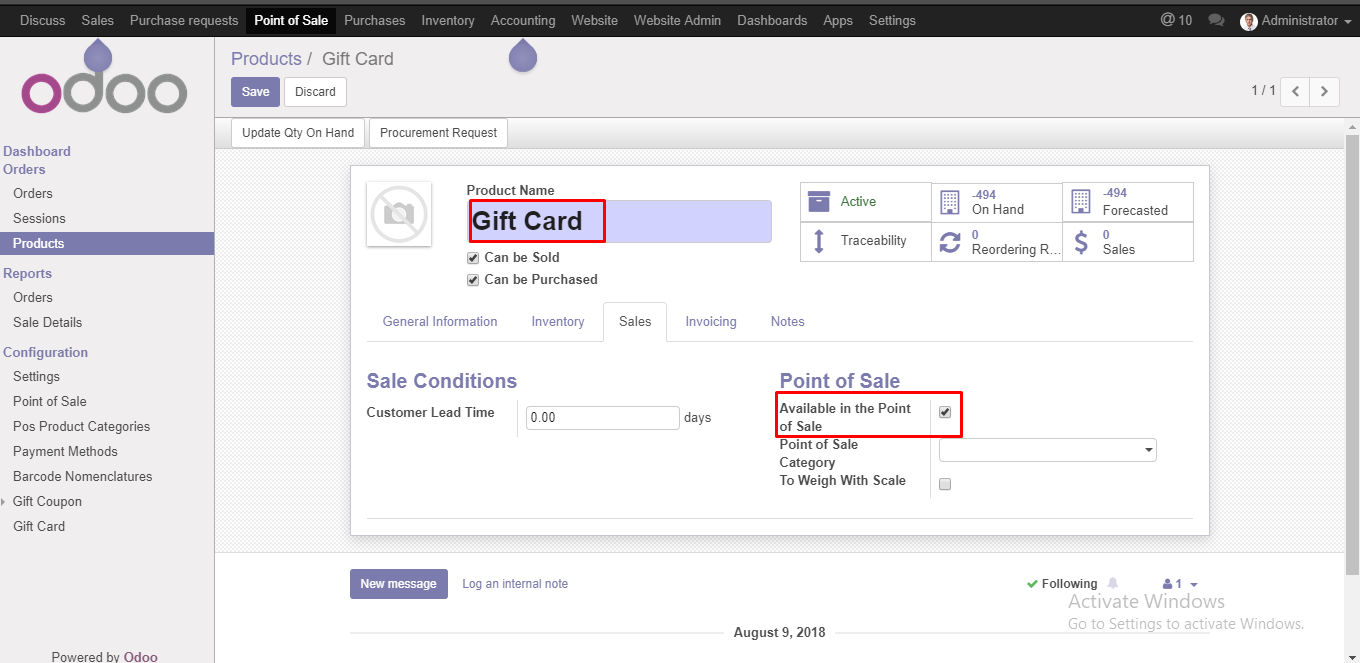 Discuss Sales Purchase requests Point of Sale Purchases Inventory Accounting Website Website Admin Dashboards Apps Settings @ 10 Administrator
odoo
Products / Gift Card
Save Discard
1 / 1
Update Qty On Hand Procurement Request
Dashboard
Orders
Orders
Sessions
Products
Reports
Orders
Sale Details
Configuration
Settings
Point of Sale
Pos Product Categories
Payment Methods
Barcode Nomenclatures
Gift Coupon
Gift Card
Powered by Odoo
Product Name
Gift Card
Can be Sold
Can be Purchased
Active
-494
On Hand
-494
Forecasted
Traceability
0
Reordering R...
0
Sales
General Information Inventory Sales Invoicing Notes
Sale Conditions
Customer Lead Time 0.00 days
Point of Sale
Available in the Point
of Sale
Point of Sale
Category
To Weigh With Scale
New message Log an internal note Following 1
Activate Windows
Go to Settings to activate Windows.
August 9, 2018